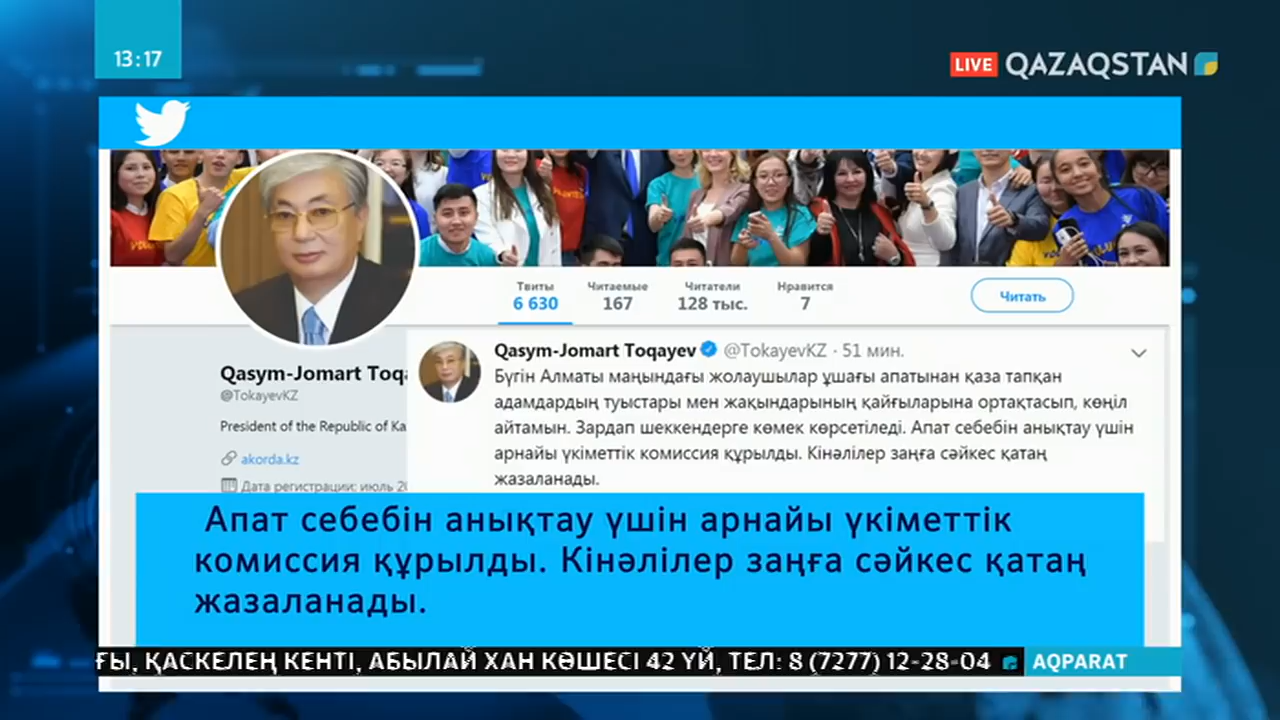 13:17
LIVE QAZAQSTAN
Твиты
6 630
Читаемые
167
Читатели
128 тыс.
Нравится
7
Читать
Qasym-Jomart Toqa
@TokayevKZ
President of the Republic of Ka
akorda.kz
Дата регистрации: июль 20
Qasym-Jomart Toqayev @TokayevKZ · 51 мин.
Бүгін Алматы маңындағы жолаушылар ұшағы апатынан қаза тапқан
адамдардың туыстары мен жақындарының қайғыларына ортақтасып, көңіл
айтамын. Зардап шеккендерге көмек көрсетіледі. Апат себебін анықтау үшін
арнайы үкіметтік комиссия құрылды. Кінәлілер заңға сәйкес қатаң
жазаланады.
Апат себебін анықтау үшін арнайы үкіметтік
комиссия құрылды. Кінәлілер заңға сәйкес қатаң
жазаланады.
ҒЫ, ҚАСКЕЛЕҢ КЕНТІ, АБЫЛАЙ ХАН КӨШЕСІ 42 ҮЙ, ТЕЛ: 8 (7277) 12-28-04
AQPARAT